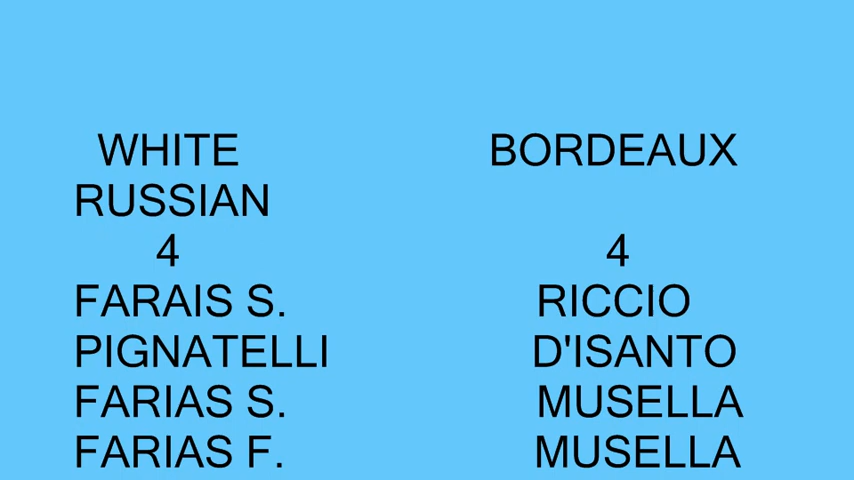 WHITE BORDEAUX
RUSSIAN
4 4
FARAIS S. RICCIO
PIGNATELLI D'ISANTO
FARIAS S. MUSELLA
FARIAS F. MUSELLA